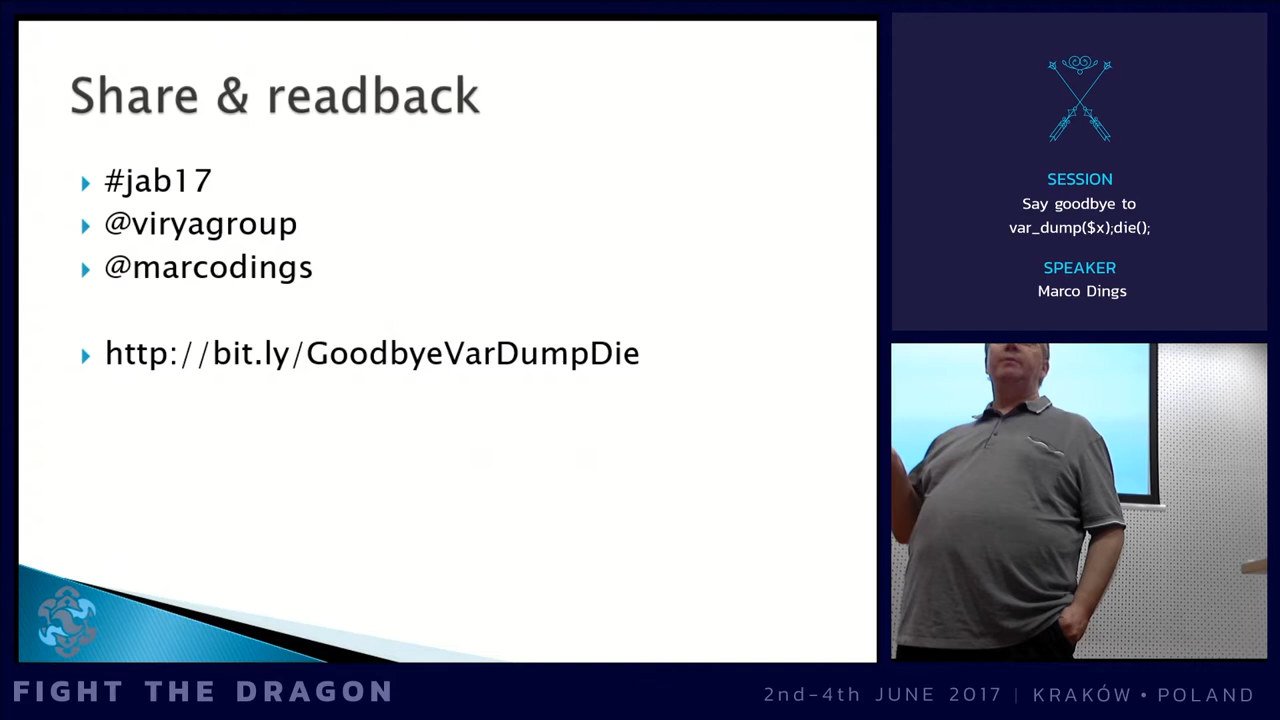 Share & readback
#jab17
@viryagroup
@marcodings
http://bit.ly/GoodbyeVarDumpDie
SESSION
Say goodbye to
var_dump($x);die();
SPEAKER
Marco Dings
FIGHT THE DRAGON
2nd-4th JUNE 2017 | KRAKÓW • POLAND